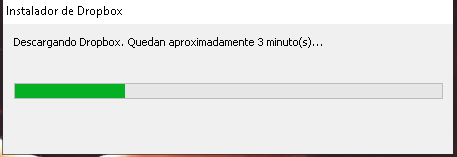 Instalador de Dropbox
Descargando Dropbox. Quedan aproximadamente 3 minuto(s)...